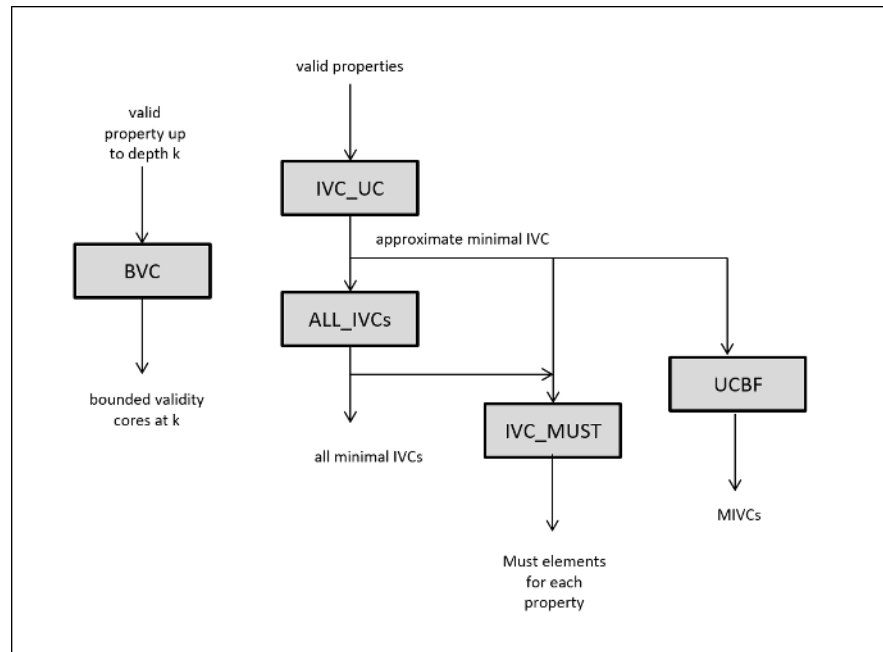 valid properties
valid
property up
to depth k
IVC_UC
approximate minimal IVC
BVC
ALL_IVCs
UCBF
bounded validity
cores at k
IVC_MUST
all minimal IVCs
MIVCs
Must elements
for each
property